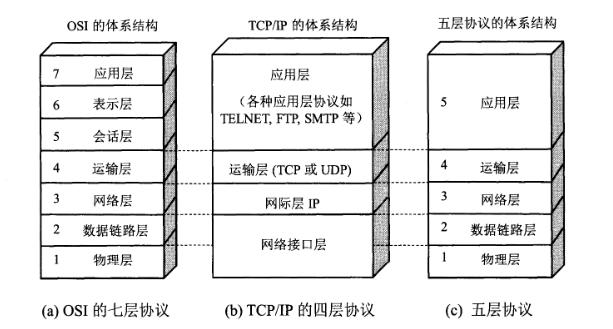 OSI 的体系结构
7 应用层
6 表示层
5 会话层
4 运输层
3 网络层
2 数据链路层
1 物理层
(a) OSI 的七层协议
TCP/IP 的体系结构
应用层
(各种应用层协议如
TELNET, FTP, SMTP 等)
运输层 (TCP 或 UDP)
网际层 IP
网络接口层
(b) TCP/IP 的四层协议
五层协议的体系结构
5 应用层
4 运输层
3 网络层
2 数据链路层
1 物理层
(c) 五层协议